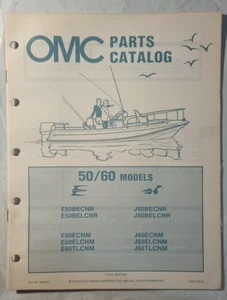 OMC PARTS
CATALOG
50/60 MODELS
E50BECNR J50BECNR
E50BELCNR J50BELCNR
E60ECNM J60ECNM
E60ELCNM J60ELCNM
E60TLCNM J60TLCNM